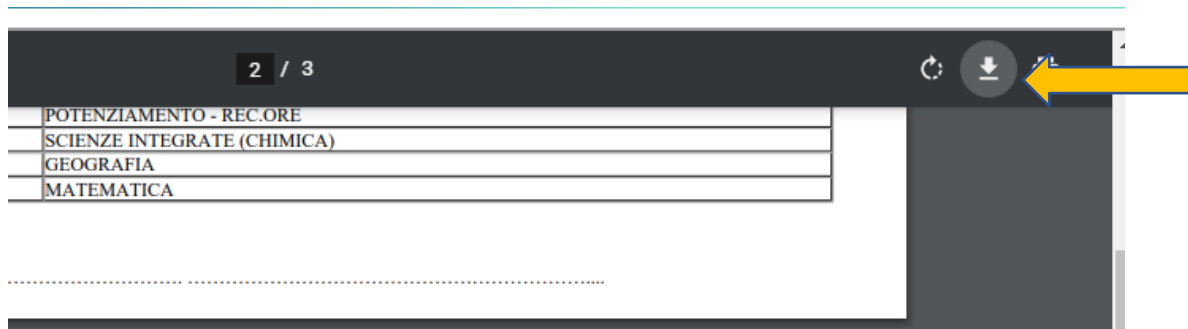 2 / 3
POTENZIAMENTO - REC.ORE
SCIENZE INTEGRATE (CHIMICA)
GEOGRAFIA
MATEMATICA